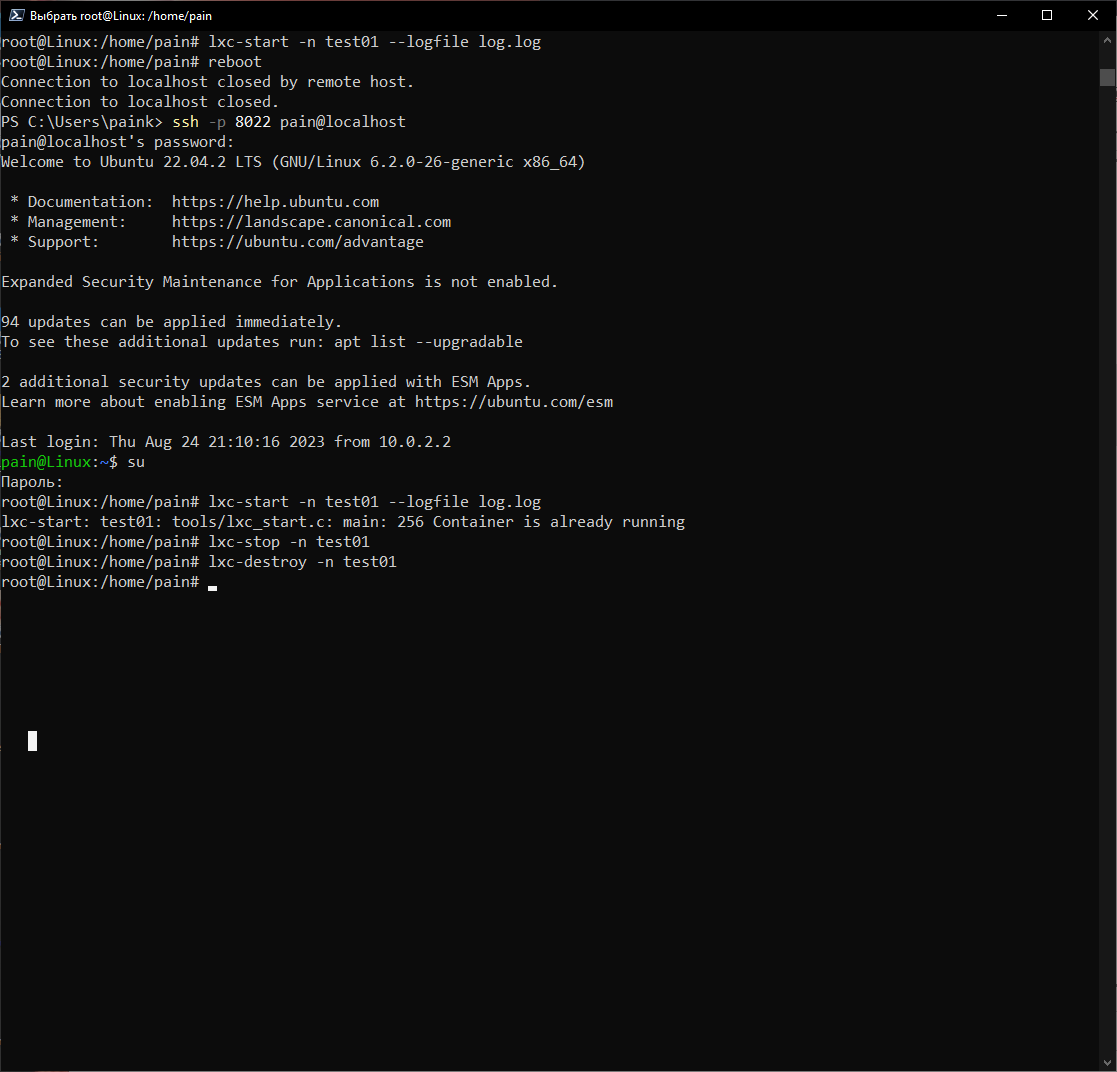 Выбрать root@Linux: /home/pain
root@Linux:/home/pain# lxc-start -n test01 --logfile log.log
root@Linux:/home/pain# reboot
Connection to localhost closed by remote host.
Connection to localhost closed.
PS C:\Users\paink> ssh -p 8022 pain@localhost
pain@localhost's password:
Welcome to Ubuntu 22.04.2 LTS (GNU/Linux 6.2.0-26-generic x86_64)
* Documentation:  https://help.ubuntu.com
* Management:     https://landscape.canonical.com
* Support:        https://ubuntu.com/advantage
Expanded Security Maintenance for Applications is not enabled.
94 updates can be applied immediately.
To see these additional updates run: apt list --upgradable
2 additional security updates can be applied with ESM Apps.
Learn more about enabling ESM Apps service at https://ubuntu.com/esm
Last login: Thu Aug 24 21:10:16 2023 from 10.0.2.2
pain@Linux:~$ su
Пароль:
root@Linux:/home/pain# lxc-start -n test01 --logfile log.log
lxc-start: test01: tools/lxc_start.c: main: 256 Container is already running
root@Linux:/home/pain# lxc-stop -n test01
root@Linux:/home/pain# lxc-destroy -n test01
root@Linux:/home/pain#